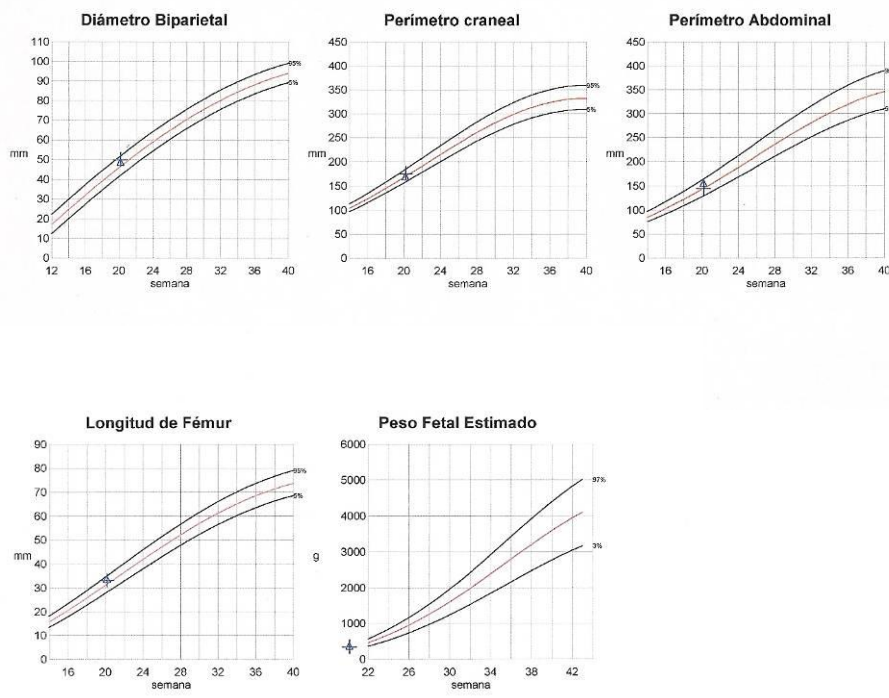 Diámetro Biparietal
110
100
90
80
70
60
50
40
30
20
10
0
mm
95%
5%
12 16 20 24 28 32 36 40
semana
Perímetro craneal
450
400
350
300
250
200
150
100
50
0
mm
95%
5%
16 20 24 28 32 36 40
semana
Perímetro Abdominal
450
400
350
300
250
200
150
100
50
0
mm
16 20 24 28 32 36 40
semana
Longitud de Fémur
90
80
70
60
50
40
30
20
10
0
mm
95%
5%
16 20 24 28 32 36 40
semana
Peso Fetal Estimado
6000
5000
4000
3000
2000
1000
0
g
97%
3%
22 26 30 34 38 42
semana